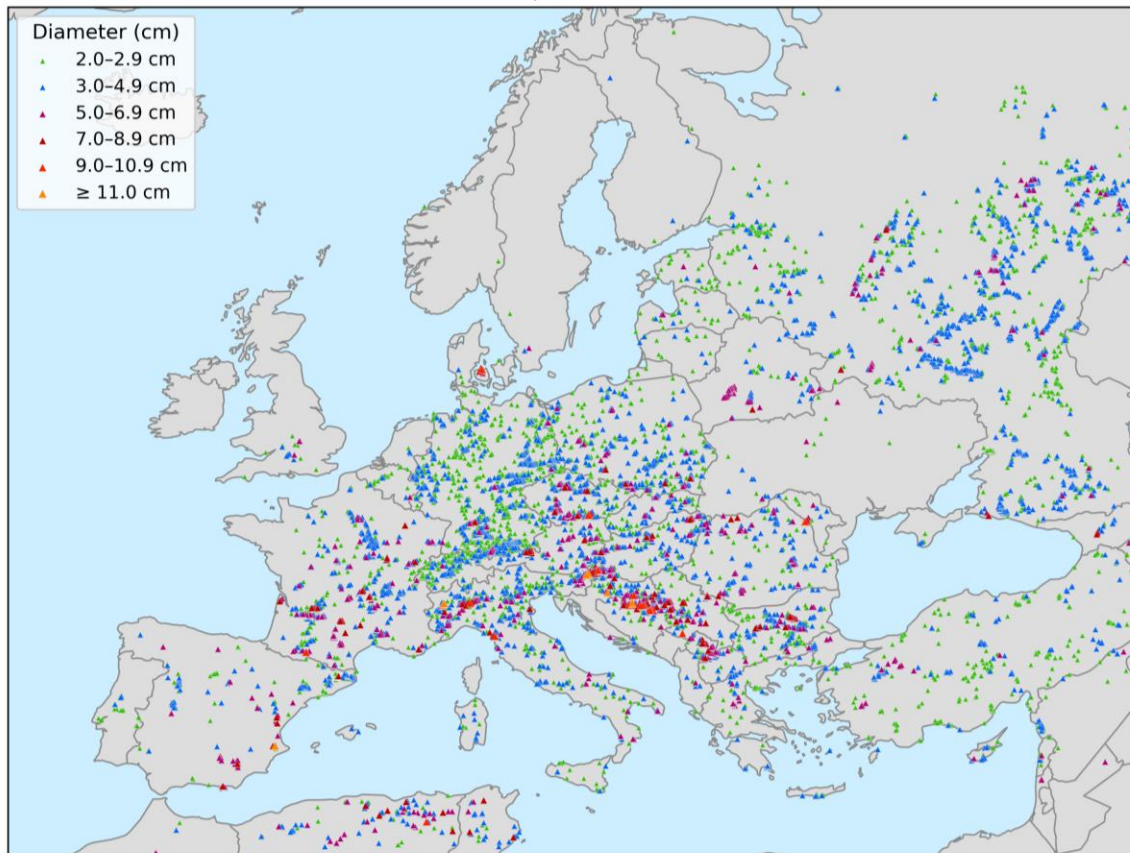 Diameter (cm)
2.0–2.9 cm
3.0–4.9 cm
5.0–6.9 cm
7.0–8.9 cm
9.0–10.9 cm
≥ 11.0 cm